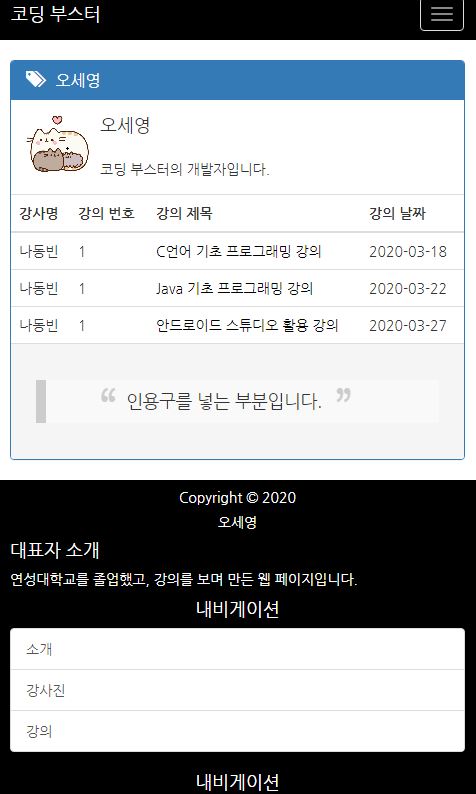 코딩 부스터
오세영
오세영
코딩 부스터의 개발자입니다.
강사명 강의 번호 강의 제목 강의 날짜
나동빈 1 C언어 기초 프로그래밍 강의 2020-03-18
나동빈 1 Java 기초 프로그래밍 강의 2020-03-22
나동빈 1 안드로이드 스튜디오 활용 강의 2020-03-27
“ 인용구를 넣는 부분입니다. ”
Copyright © 2020
오세영
대표자 소개
연성대학교를 졸업했고, 강의를 보며 만든 웹 페이지입니다.
내비게이션
소개
강사진
강의
내비게이션